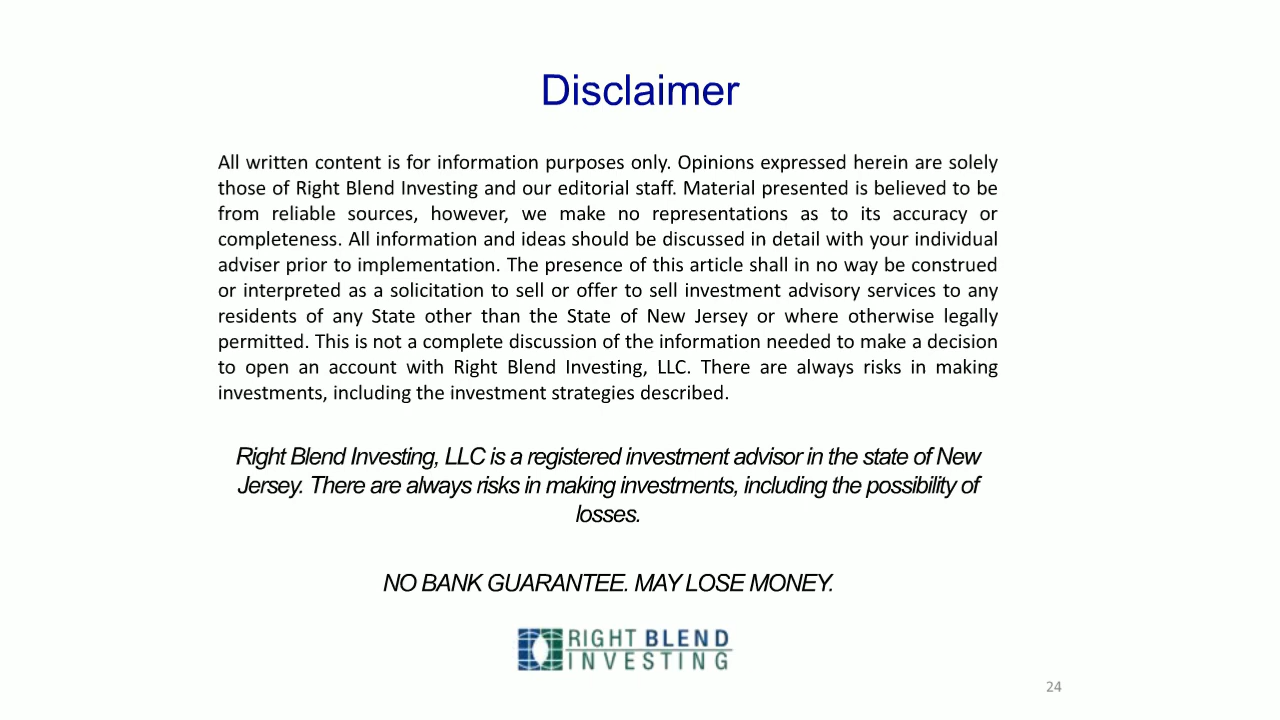 Disclaimer
All written content is for information purposes only. Opinions expressed herein are solely
those of Right Blend Investing and our editorial staff. Material presented is believed to be
from reliable sources, however, we make no representations as to its accuracy or
completeness. All information and ideas should be discussed in detail with your individual
adviser prior to implementation. The presence of this article shall in no way be construed
or interpreted as a solicitation to sell or offer to sell investment advisory services to any
residents of any State other than the State of New Jersey or where otherwise legally
permitted. This is not a complete discussion of the information needed to make a decision
to open an account with Right Blend Investing, LLC. There are always risks in making
investments, including the investment strategies described.
Right Blend Investing, LLC is a registered investment advisor in the state of New
Jersey. There are always risks in making investments, including the possibility of
losses.
NO BANK GUARANTEE. MAY LOSE MONEY.
RIGHT BLEND
INVESTING
24